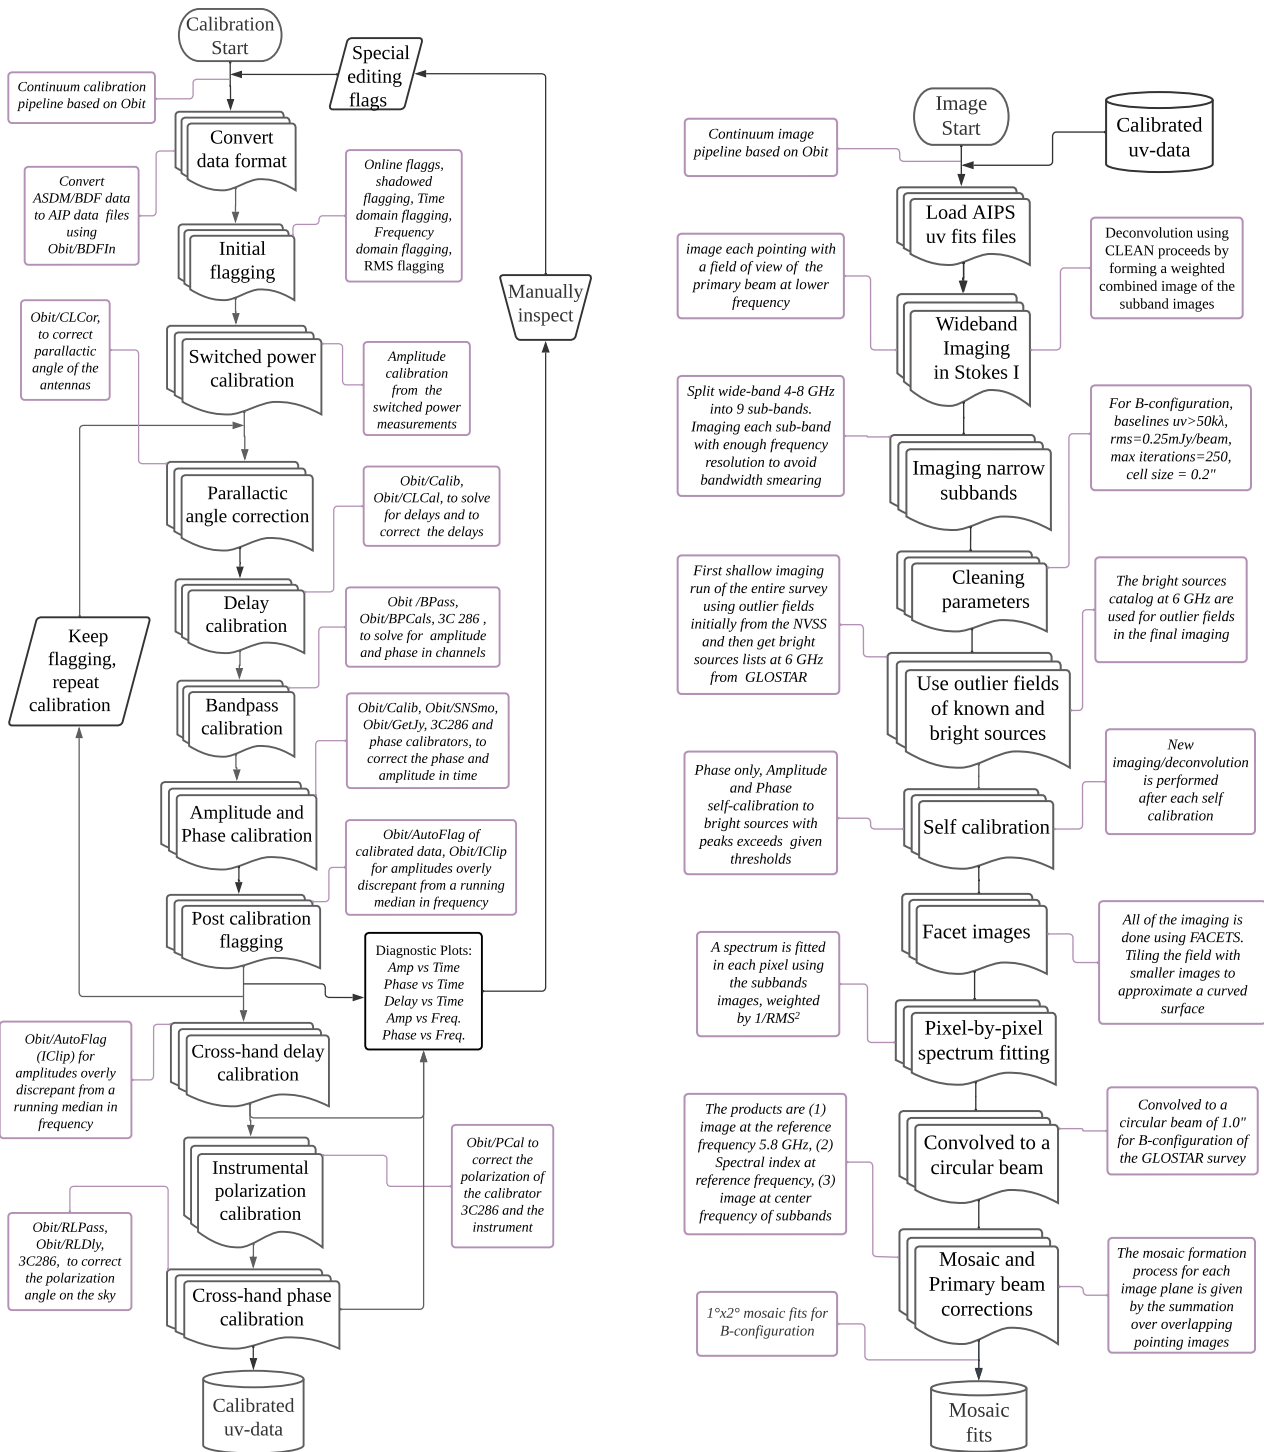 Calibration
Start
Special
editing
flags
Continuum calibration
pipeline based on Obit
Convert
data format
Convert
ASDM/BDF data
to AIP data files
using
Obit/BDFIn
Online flaggs,
shadowed
flagging, Time
domain flagging,
Frequency
domain flagging,
RMS flagging
Initial
flagging
Manually
inspect
Obit/CLCor,
to correct
parallactic
angle of the
antennas
Switched power
calibration
Amplitude
calibration
from the
switched power
measurements
Parallactic
angle correction
Obit/Calib,
Obit/CLCal, to solve
for delays and to
correct the delays
Delay
calibration
Obit /BPass,
Obit/BPCals, 3C 286 ,
to solve for amplitude
and phase in channels
Keep
flagging,
repeat
calibration
Bandpass
calibration
Obit/Calib, Obit/SNSmo,
Obit/GetJy, 3C286 and
phase calibrators, to
correct the phase and
amplitude in time
Amplitude and
Phase calibration
Obit/AutoFlag of
calibrated data, Obit/IClip
for amplitudes overly
discrepant from a running
median in frequency
Post calibration
flagging
Diagnostic Plots:
Amp vs Time
Phase vs Time
Delay vs Time
Amp vs Freq.
Phase vs Freq.
Obit/AutoFlag
(IClip) for
amplitudes overly
discrepant from a
running median in
frequency
Cross-hand delay
calibration
Instrumental
polarization
calibration
Obit/PCal to
correct the
polarization of
the calibrator
3C286 and the
instrument
Obit/RLPass,
Obit/RLDly,
3C286, to correct
the polarization
angle on the sky
Cross-hand phase
calibration
Calibrated
uv-data
Image
Start
Calibrated
uv-data
Continuum image
pipeline based on Obit
Load AIPS
uv fits files
image each pointing with
a field of view of the
primary beam at lower
frequency
Deconvolution using
CLEAN proceeds by
forming a weighted
combined image of the
subband images
Wideband
Imaging
in Stokes I
Split wide-band 4-8 GHz
into 9 sub-bands.
Imaging each sub-band
with enough frequency
resolution to avoid
bandwidth smearing
For B-configuration,
baselines uv>50kλ,
rms=0.25mJy/beam,
max iterations=250,
cell size = 0.2"
Imaging narrow
subbands
Cleaning
parameters
First shallow imaging
run of the entire survey
using outlier fields
initially from the NVSS
and then get bright
sources lists at 6 GHz
from GLOSTAR
The bright sources
catalog at 6 GHz are
used for outlier fields
in the final imaging
Use outlier fields
of known and
bright sources
Phase only, Amplitude
and Phase
self-calibration to
bright sources with
peaks exceeds given
thresholds
New
imaging/deconvolution
is performed
after each self
calibration
Self calibration
Facet images
All of the imaging is
done using FACETS.
Tiling the field with
smaller images to
approximate a curved
surface
A spectrum is fitted
in each pixel using
the subbands
images, weighted
by 1/RMS²
Pixel-by-pixel
spectrum fitting
The products are (1)
image at the reference
frequency 5.8 GHz, (2)
Spectral index at
reference frequency, (3)
image at center
frequency of subbands
Convolved to a
circular beam
Convolved to a
circular beam of 1.0"
for B-configuration of
the GLOSTAR survey
Mosaic and
Primary beam
corrections
The mosaic formation
process for each
image plane is given
by the summation
over overlapping
pointing images
1°x2° mosaic fits for
B-configuration
Mosaic
fits